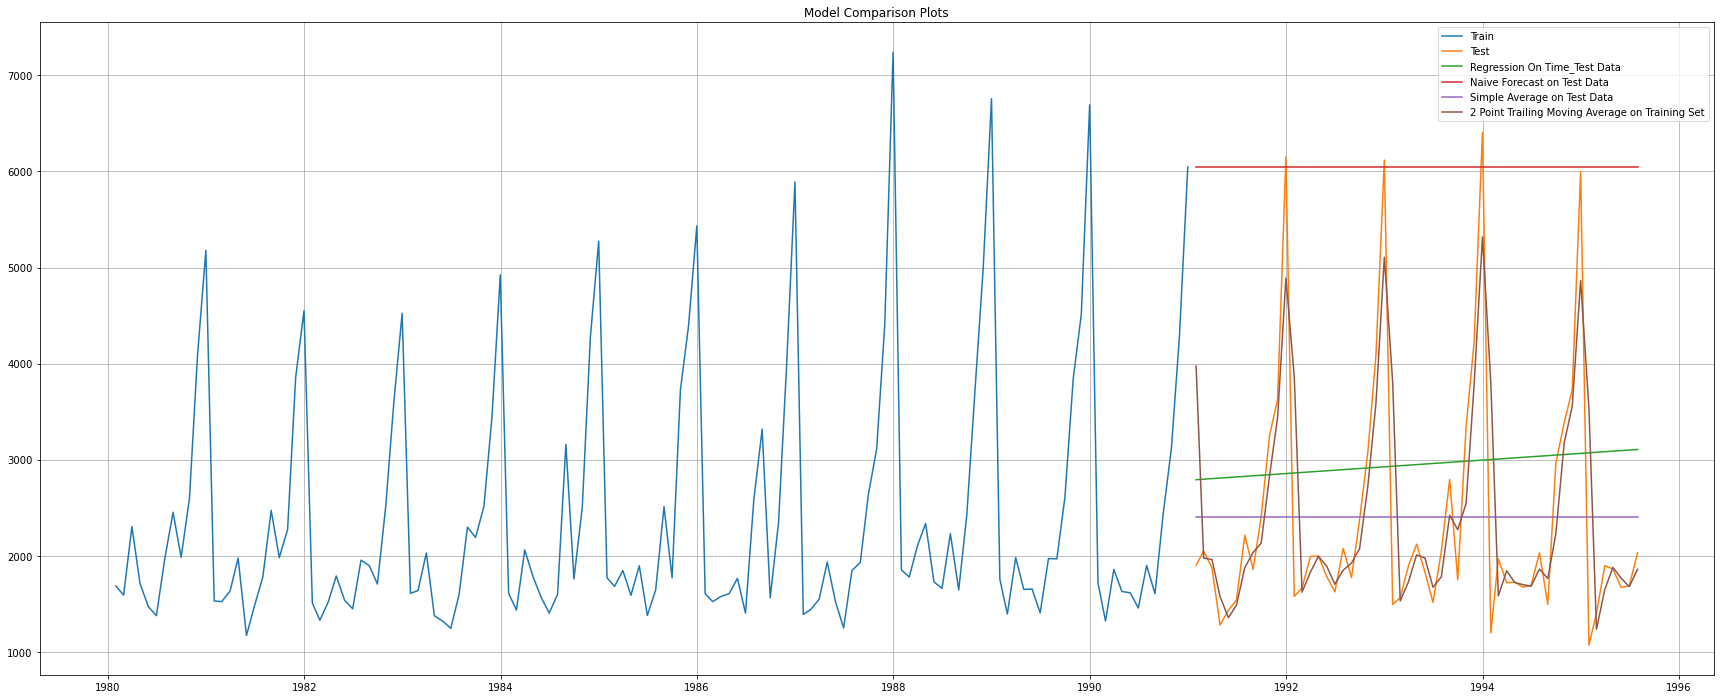 Model Comparison Plots
Train
Test
Regression On Time_Test Data
Naive Forecast on Test Data
Simple Average on Test Data
2 Point Trailing Moving Average on Training Set
7000
6000
5000
4000
3000
2000
1000
1980 1982 1984 1986 1988 1990 1992 1994 1996